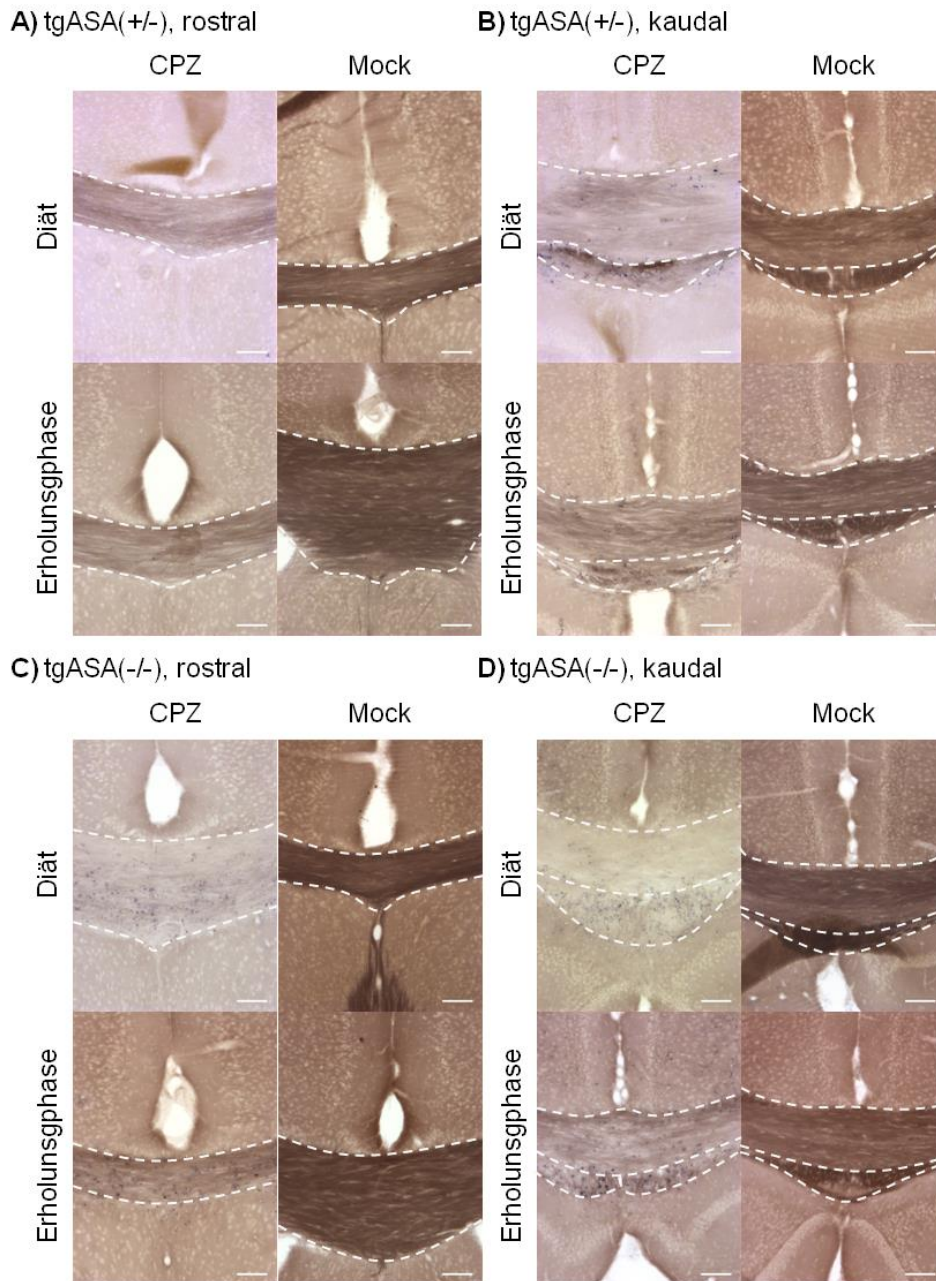 A) tgASA(+/-), rostral
CPZ Mock
Diät
Erholunsgphase
B) tgASA(+/-), kaudal
CPZ Mock
Diät
Erholunsgphase
C) tgASA(-/-), rostral
CPZ Mock
Diät
Erholunsgphase
D) tgASA(-/-), kaudal
CPZ Mock
Diät
Erholunsgphase